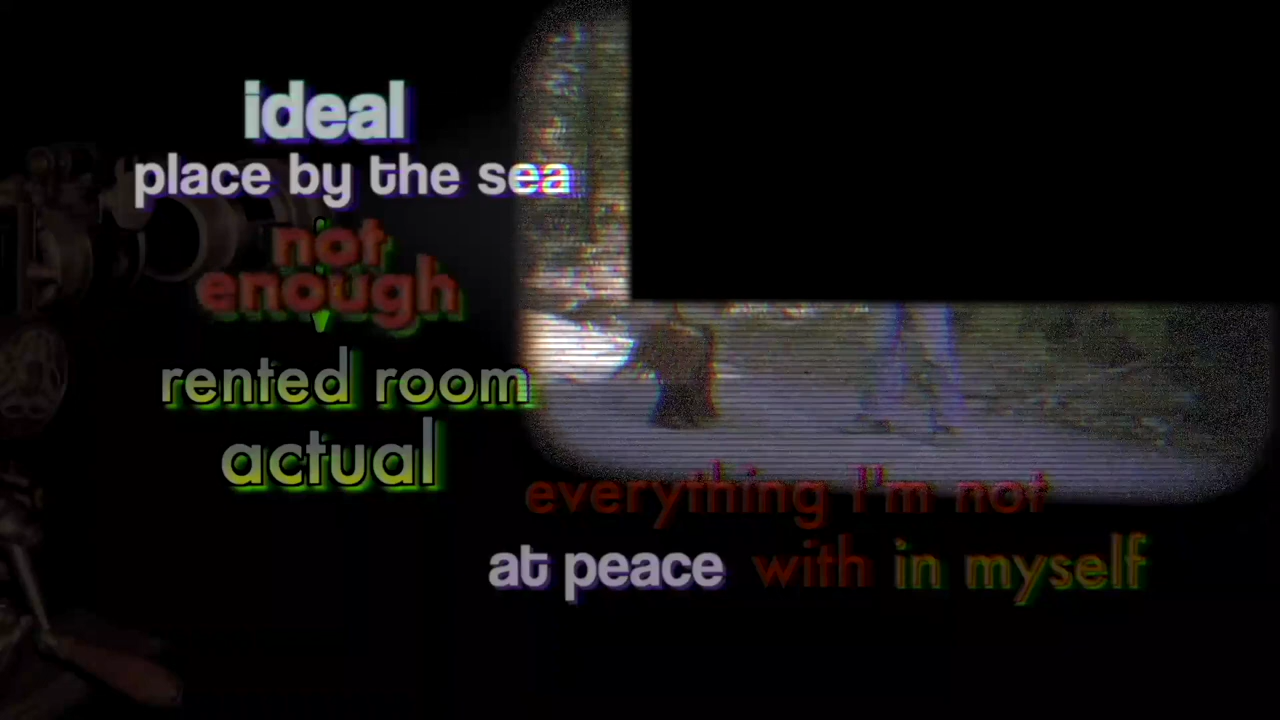 ideal
place by the sea
not
enough
rented room
actual
everything I'm not
at peace with in myself